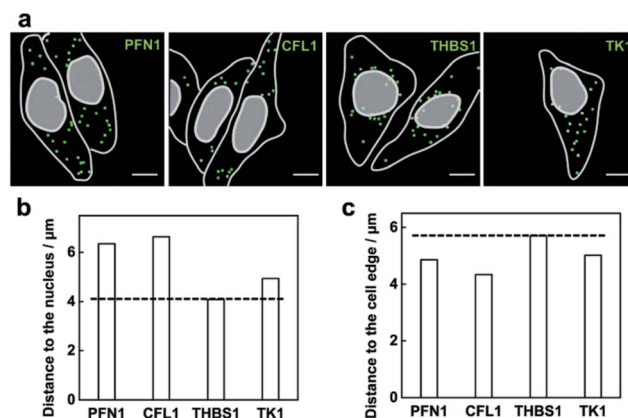 a
PFN1
CFL1
THBS1
TK1
b
Distance to the nucleus / μm
6
4
2
0
PFN1 CFL1 THBS1 TK1
c
Distance to the cell edge / μm
6
4
2
0
PFN1 CFL1 THBS1 TK1